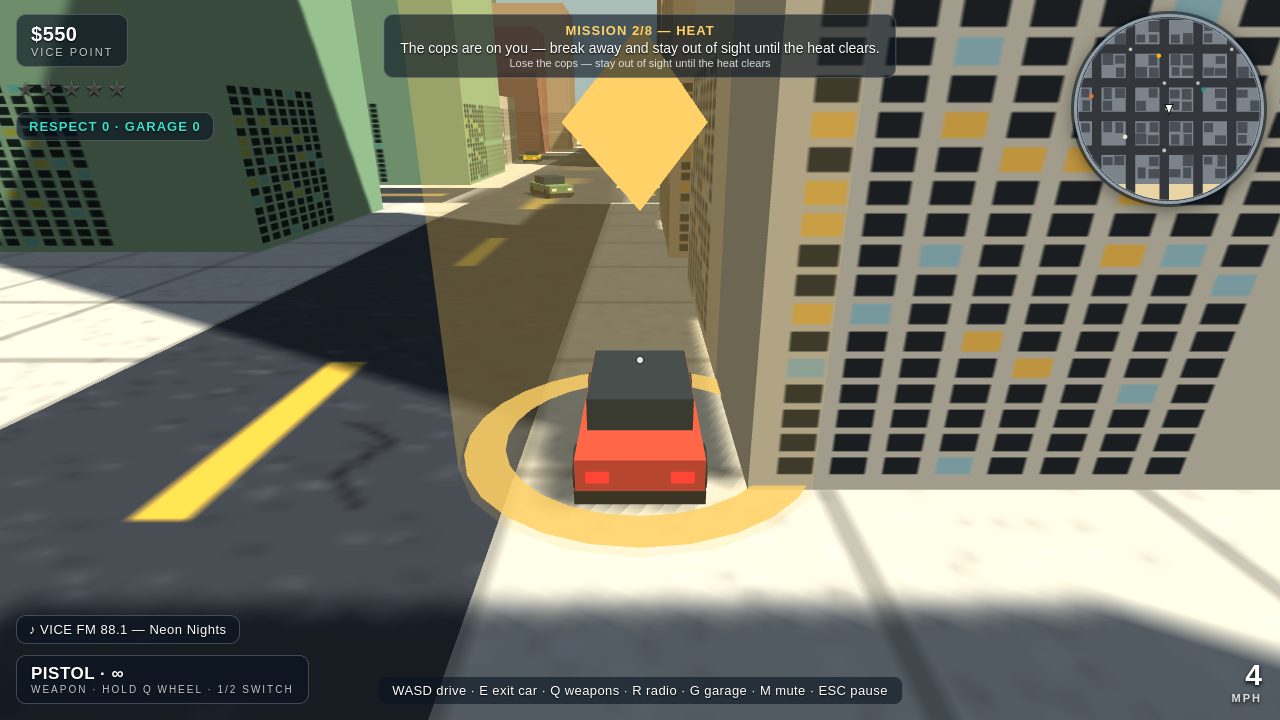 $550
VICE POINT
★★★★★
RESPECT 0 · GARAGE 0
MISSION 2/8 — HEAT
The cops are on you — break away and stay out of sight until the heat clears.
Lose the cops — stay out of sight until the heat clears
♪ VICE FM 88.1 — Neon Nights
PISTOL · ∞
WEAPON · HOLD Q WHEEL · 1/2 SWITCH
WASD drive · E exit car · Q weapons · R radio · G garage · M mute · ESC pause
4
MPH